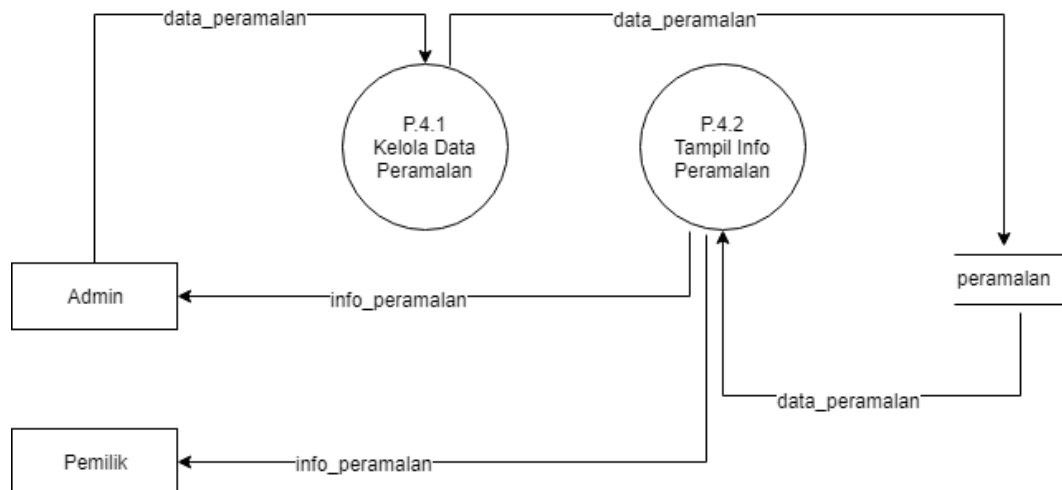 data_peramalan
data_peramalan
P.4.1
Kelola Data
Peramalan
P.4.2
Tampil Info
Peramalan
Admin
info_peramalan
peramalan
data_peramalan
Pemilik
info_peramalan